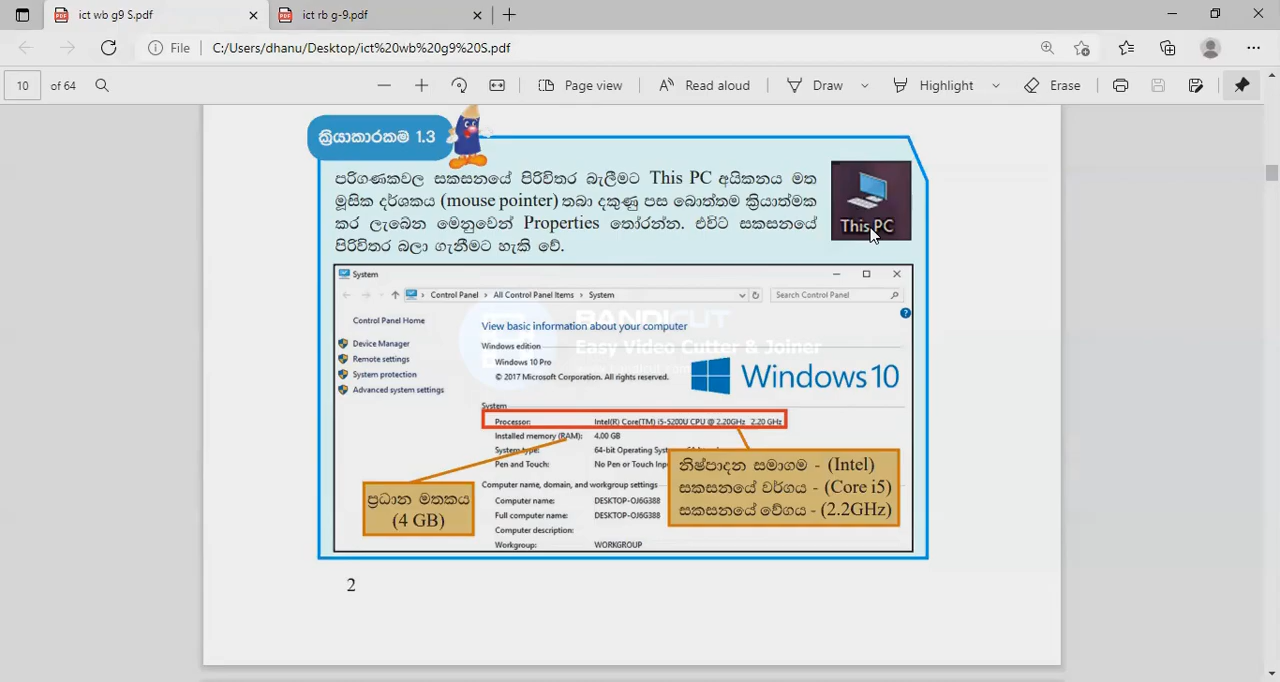 ict wb g9 S.pdf
ict rb g-9.pdf
File
C:/Users/dhanu/Desktop/ict%20wb%20g9%20S.pdf
10 of 64
Page view
Read aloud
Draw
Highlight
Erase
ක්‍රියාකාරකම 1.3
පරිගණකවල සකසනයේ පිරිවිතර බැලීමට This PC අයිකනය මත
මූසික දර්ශකය (mouse pointer) තබා දකුණු පස බොත්තම ක්‍රියාත්මක
කර ලැබෙන මෙනුවෙන් Properties තෝරන්න. එවිට සකසනයේ
පිරිවිතර බලා ගැනීමට හැකි වේ.
This PC
System
Control Panel > All Control Panel Items > System
Search Control Panel
Control Panel Home
Device Manager
Remote settings
System protection
Advanced system settings
View basic information about your computer
BANDICUT
Easy Video Cutter & Joiner
Windows edition
Windows 10 Pro
© 2017 Microsoft Corporation. All rights reserved.
Windows 10
System
Processor: Intel(R) Core(TM) i5-5200U CPU @ 2.20GHz 2.20 GHz
Installed memory (RAM): 4.00 GB
System type: 64-bit Operating
Pen and Touch: No Pen or Touch
Computer name, domain, and workgroup settings
Computer name: DESKTOP-OJ6G388
Full computer name: DESKTOP-OJ6G388
Computer description:
Workgroup: WORKGROUP
ප්‍රධාන මතකය
(4 GB)
නිෂ්පාදන සමාගම - (Intel)
සකසනයේ වර්ගය - (Core i5)
සකසනයේ වේගය - (2.2GHz)
2